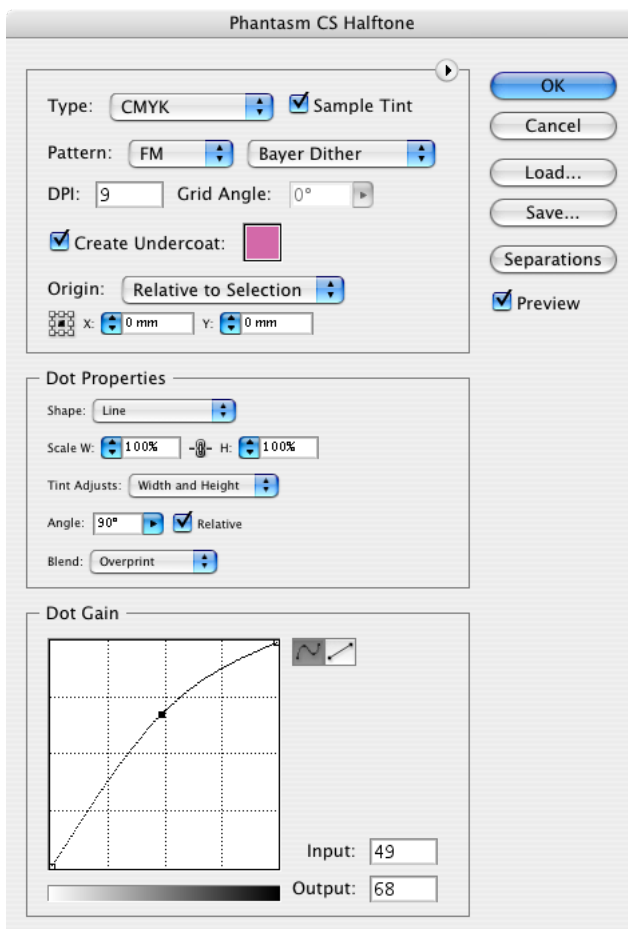 Phantasm CS Halftone
Type: CMYK Sample Tint
Pattern: FM Bayer Dither
DPI: 9 Grid Angle: 0°
Create Undercoat:
Origin: Relative to Selection
X: 0 mm Y: 0 mm
OK
Cancel
Load...
Save...
Separations
Preview
Dot Properties
Shape: Line
Scale W: 100% H: 100%
Tint Adjusts: Width and Height
Angle: 90° Relative
Blend: Overprint
Dot Gain
Input: 49
Output: 68